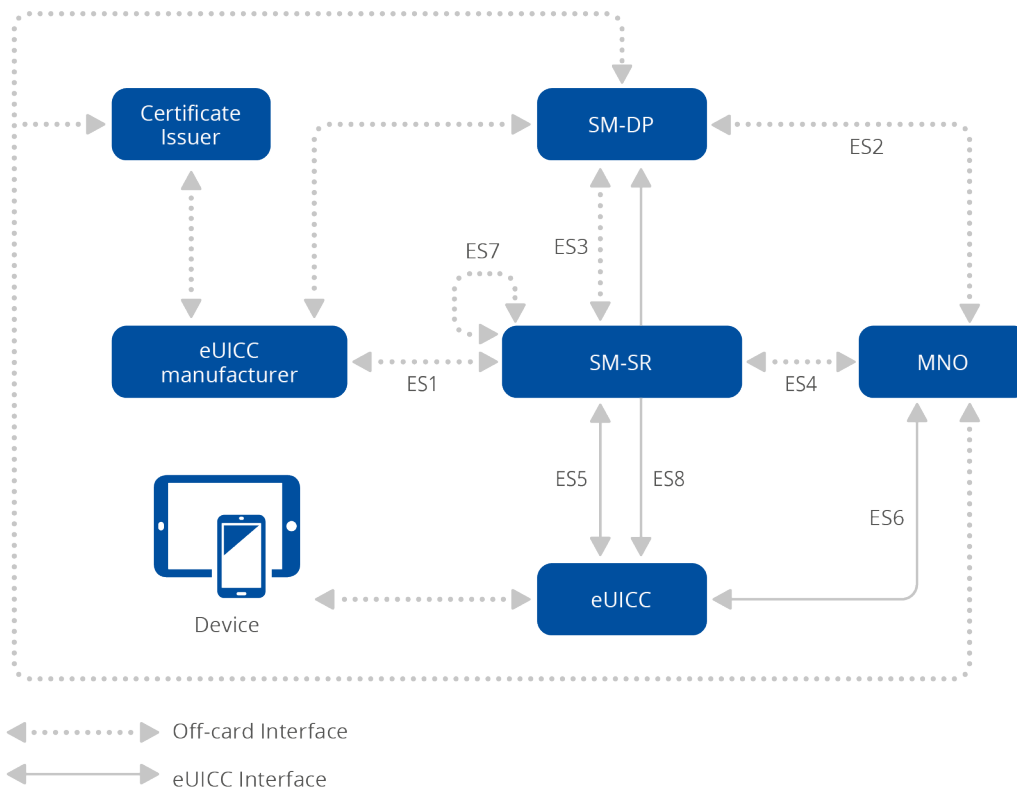 Certificate
Issuer
SM-DP
ES2
ES7
ES3
eUICC
manufacturer
ES1
SM-SR
ES4
MNO
ES5
ES8
ES6
Device
eUICC
Off-card Interface
eUICC Interface